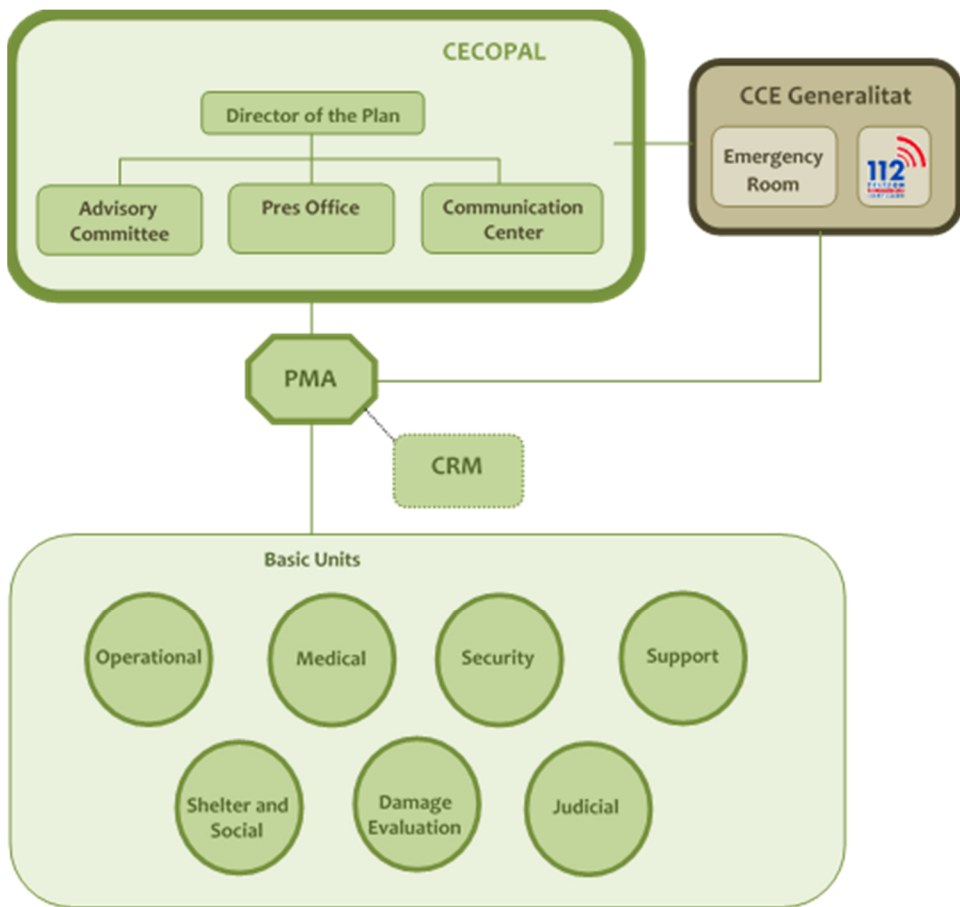 CECOPAL
Director of the Plan
Advisory
Committee
Pres Office
Communication
Center
CCE Generalitat
Emergency
Room
112
PMA
CRM
Basic Units
Operational
Medical
Security
Support
Shelter and
Social
Damage
Evaluation
Judicial